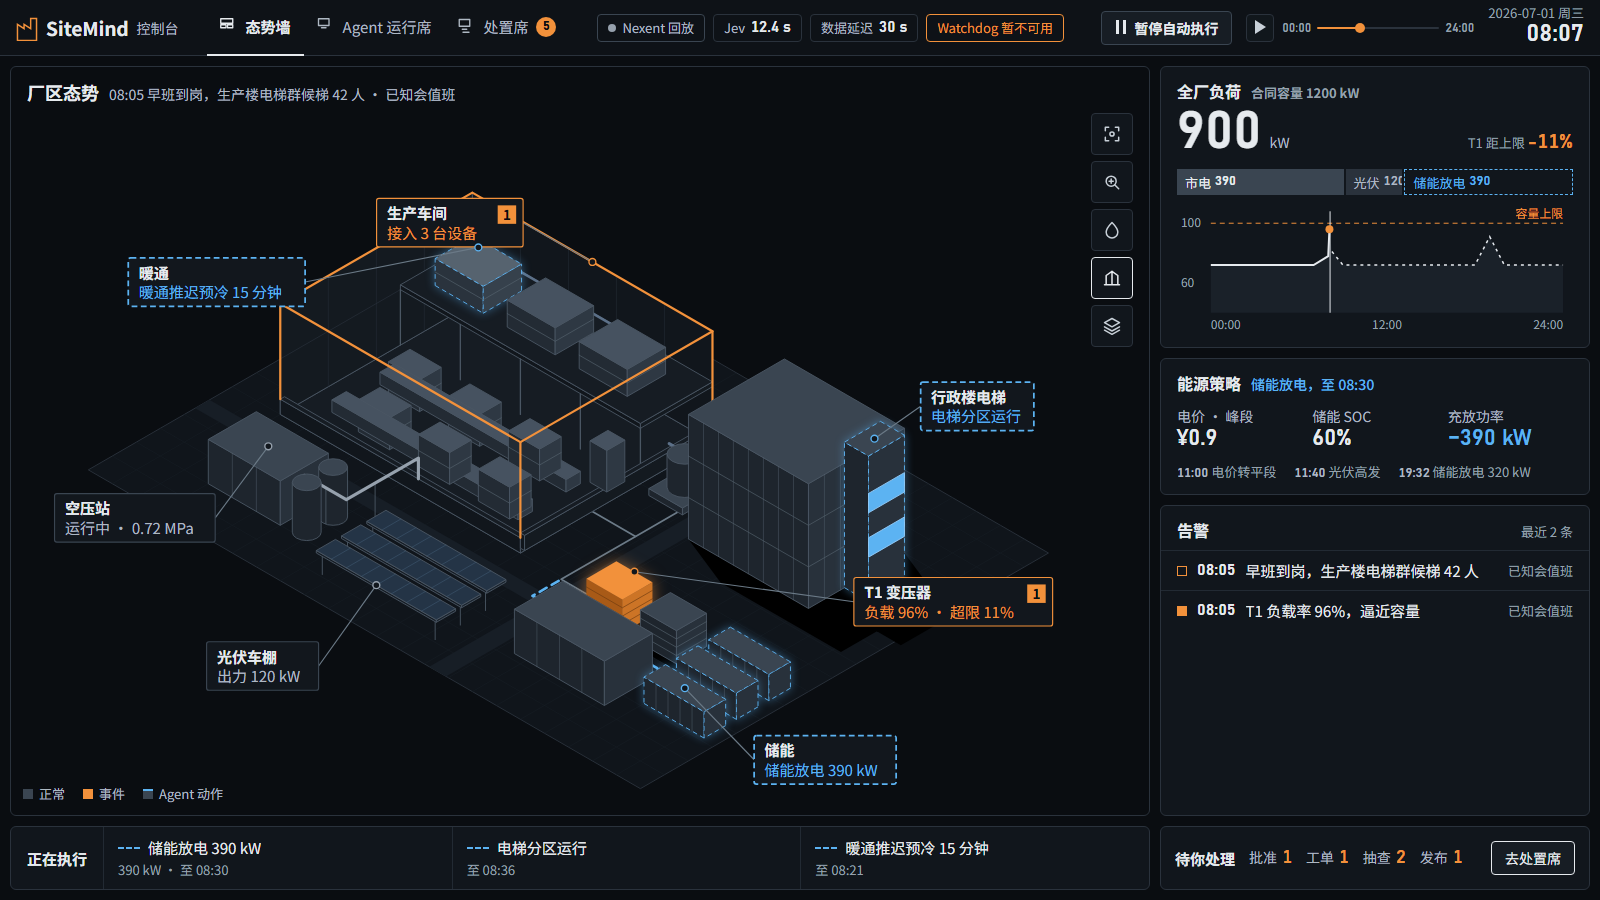 SiteMind 控制台
态势墙
Agent 运行席
处置席 5
Nexent 回放
Jev 12.4 s
数据延迟 30 s
Watchdog 暂不可用
暂停自动执行
00:00
24:00
2026-07-01 周三
08:07
厂区态势 08:05 早班到岗，生产楼电梯群候梯 42 人 · 已知会值班
生产车间 1
接入 3 台设备
暖通
暖通推迟预冷 15 分钟
行政楼电梯
电梯分区运行
空压站
运行中 · 0.72 MPa
T1 变压器 1
负载 96% · 超限 11%
光伏车棚
出力 120 kW
储能
储能放电 390 kW
正常
事件
Agent 动作
全厂负荷 合同容量 1200 kW
900 kW
T1 距上限 -11%
市电 390
光伏
储能放电 390
容量上限
100
60
00:00
12:00
24:00
能源策略 储能放电，至 08:30
电价 · 峰段
储能 SOC
充放功率
¥0.9
60%
-390 kW
11:00 电价转平段
11:40 光伏高发
19:32 储能放电 320 kW
告警
最近 2 条
08:05 早班到岗，生产楼电梯群候梯 42 人 已知会值班
08:05 T1 负载率 96%，逼近容量 已知会值班
正在执行
储能放电 390 kW
390 kW · 至 08:30
电梯分区运行
至 08:36
暖通推迟预冷 15 分钟
至 08:21
待你处理
批准 1
工单 1
抽查 2
发布 1
去处置席